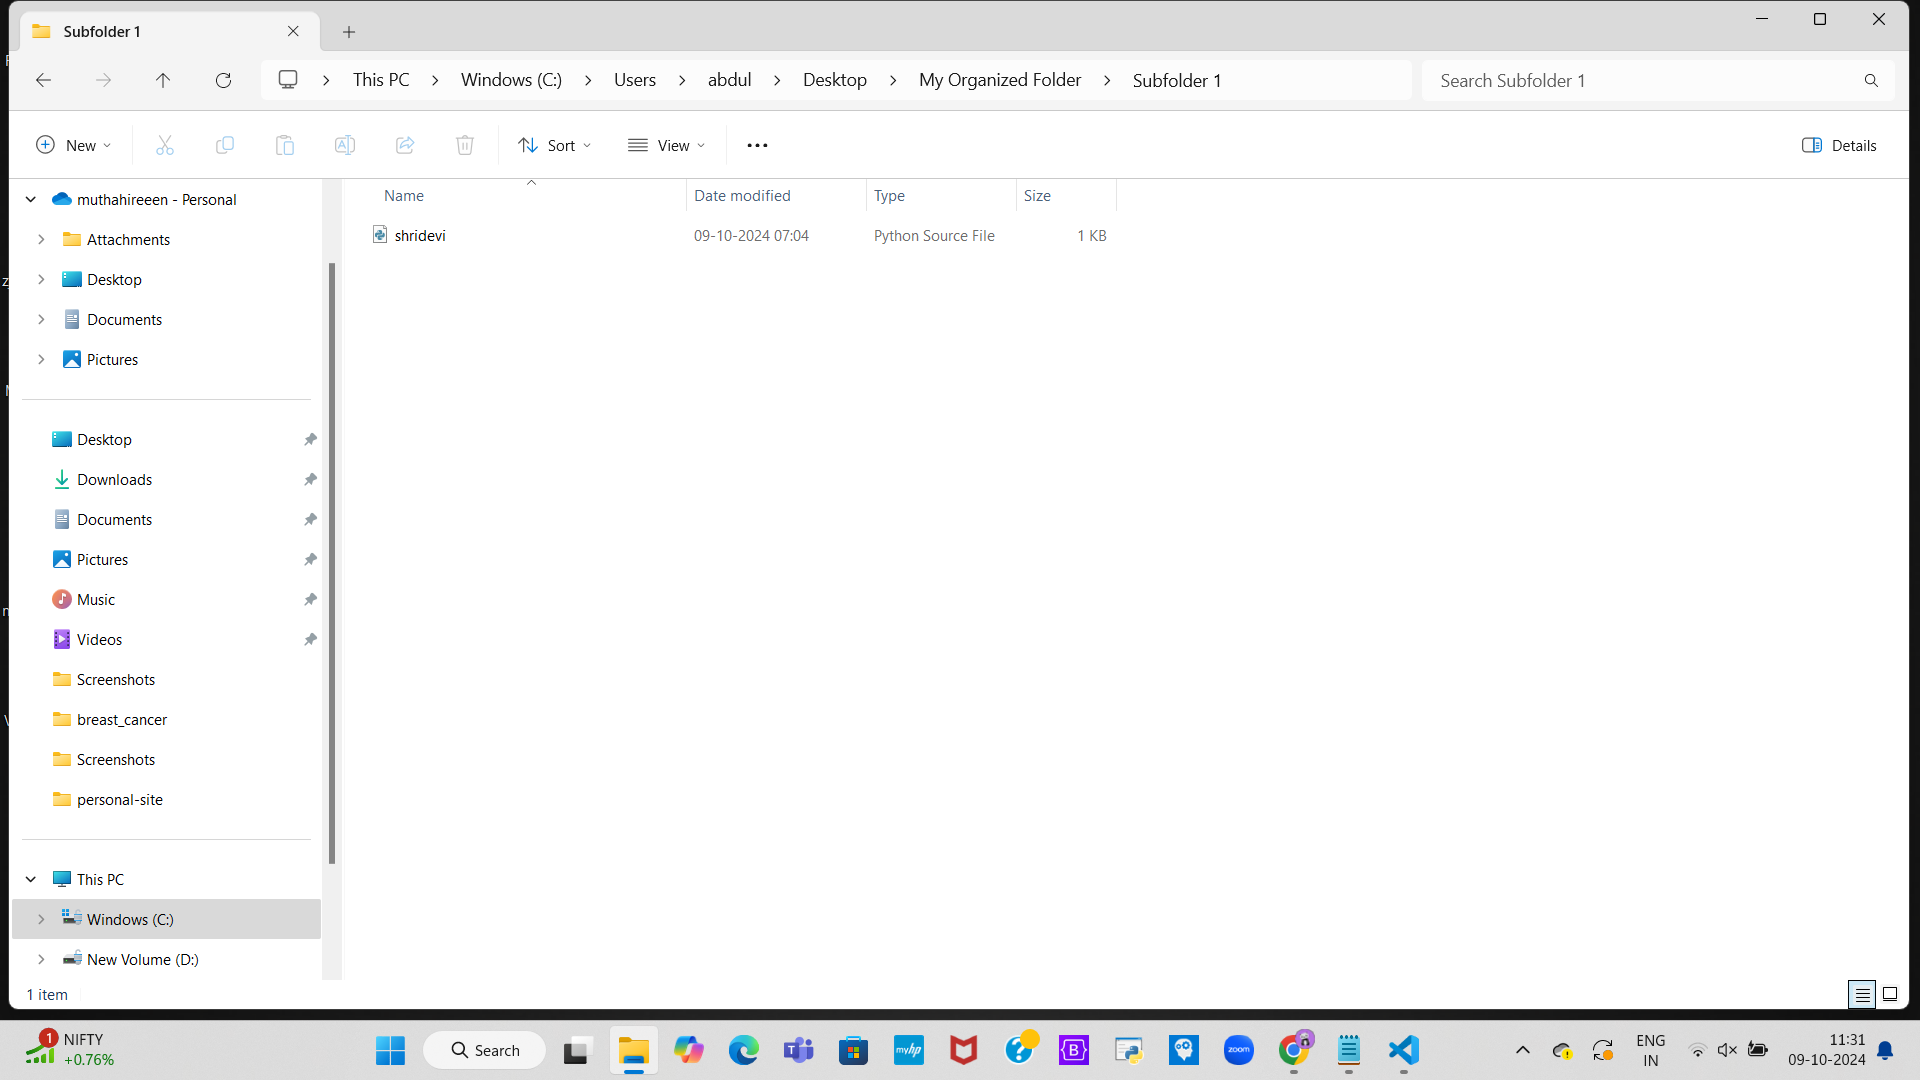 Subfolder 1
This PC
Windows (C:)
Users
abdul
Desktop
My Organized Folder
Subfolder 1
Search Subfolder 1
New
Sort
View
Details
muthahireeen - Personal
Attachments
Desktop
Documents
Pictures
Desktop
Downloads
Documents
Pictures
Music
Videos
Screenshots
breast_cancer
Screenshots
personal-site
This PC
Windows (C:)
New Volume (D:)
Name
Date modified
Type
Size
shridevi
09-10-2024 07:04
Python Source File
1 KB
1 item
1
NIFTY
+0.76%
Search
myhp
zoom
ENG
IN
11:31
09-10-2024